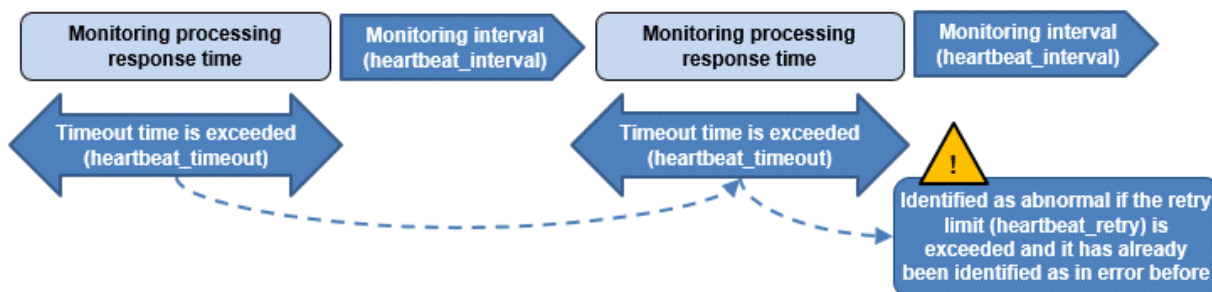 Monitoring processing
response time
Monitoring interval
(heartbeat_interval)
Monitoring processing
response time
Monitoring interval
(heartbeat_interval)
Timeout time is exceeded
(heartbeat_timeout)
Timeout time is exceeded
(heartbeat_timeout)
!
Identified as abnormal if the retry
limit (heartbeat_retry) is
exceeded and it has already
been identified as in error before